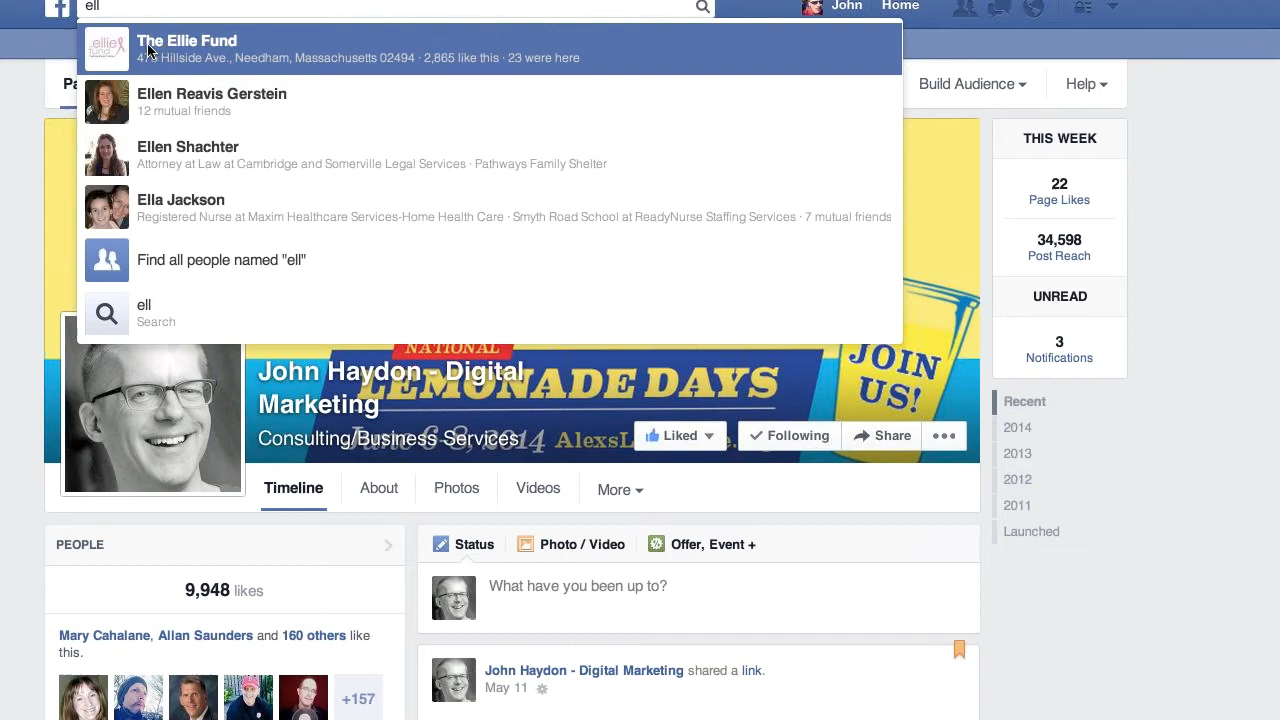 ell
John
Home
The Ellie Fund
Hillside Ave., Needham, Massachusetts 02494 · 2,865 like this · 23 were here
Ellen Reavis Gerstein
12 mutual friends
Ellen Shachter
Attorney at Law at Cambridge and Somerville Legal Services · Pathways Family Shelter
Ella Jackson
Registered Nurse at Maxim Healthcare Services-Home Health Care · Smyth Road School at ReadyNurse Staffing Services · 7 mutual friends
Find all people named "ell"
ell
Search
Build Audience
Help
NATIONAL
LEMONADE DAYS
JOIN
US!
John Haydon - Digital
Marketing
Consulting/Business Services
Liked
Following
Share
Timeline
About
Photos
Videos
More
THIS WEEK
22
Page Likes
34,598
Post Reach
UNREAD
3
Notifications
Recent
2014
2013
2012
2011
Launched
PEOPLE
9,948 likes
Mary Cahalane, Allan Saunders and 160 others like
this.
+157
Status
Photo / Video
Offer, Event +
What have you been up to?
John Haydon - Digital Marketing shared a link.
May 11